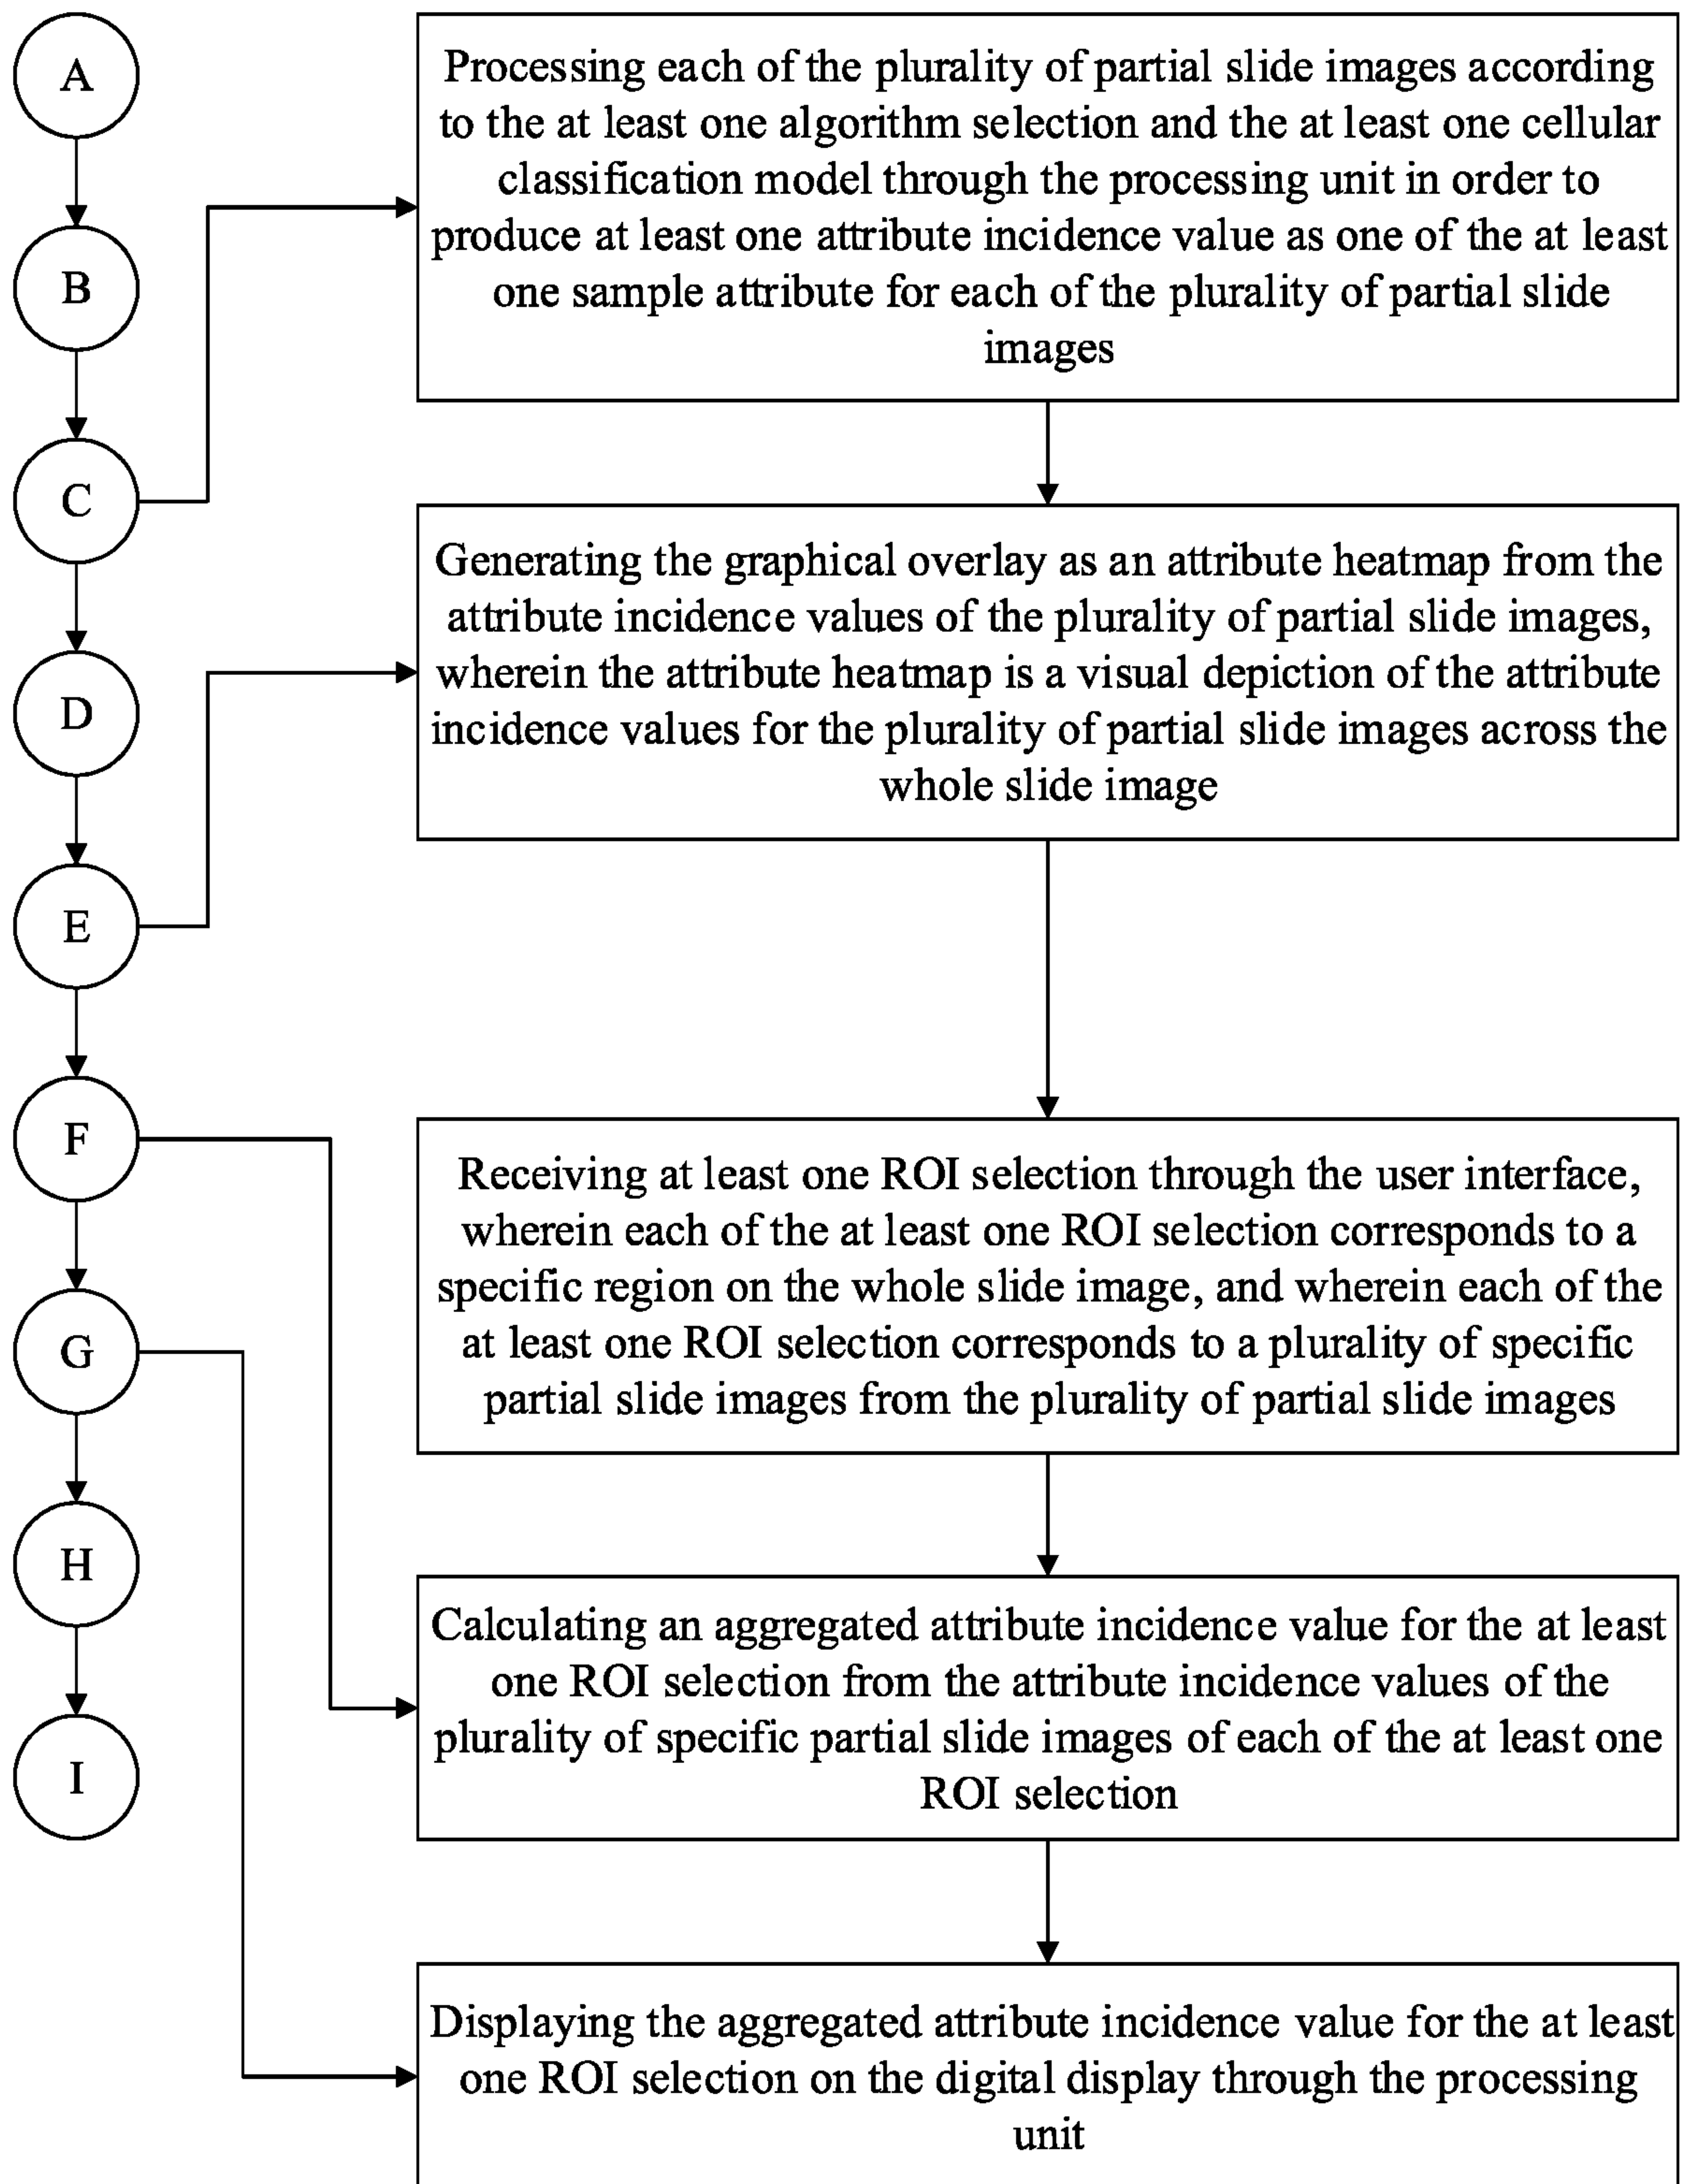 A
B
C
D
E
F
G
H
I
Processing each of the plurality of partial slide images according
to the at least one algorithm selection and the at least one cellular
classification model through the processing unit in order to
produce at least one attribute incidence value as one of the at least
one sample attribute for each of the plurality of partial slide
images
Generating the graphical overlay as an attribute heatmap from the
attribute incidence values of the plurality of partial slide images,
wherein the attribute heatmap is a visual depiction of the attribute
incidence values for the plurality of partial slide images across the
whole slide image
Receiving at least one ROI selection through the user interface,
wherein each of the at least one ROI selection corresponds to a
specific region on the whole slide image, and wherein each of the
at least one ROI selection corresponds to a plurality of specific
partial slide images from the plurality of partial slide images
Calculating an aggregated attribute incidence value for the at least
one ROI selection from the attribute incidence values of the
plurality of specific partial slide images of each of the at least one
ROI selection
Displaying the aggregated attribute incidence value for the at least
one ROI selection on the digital display through the processing
unit